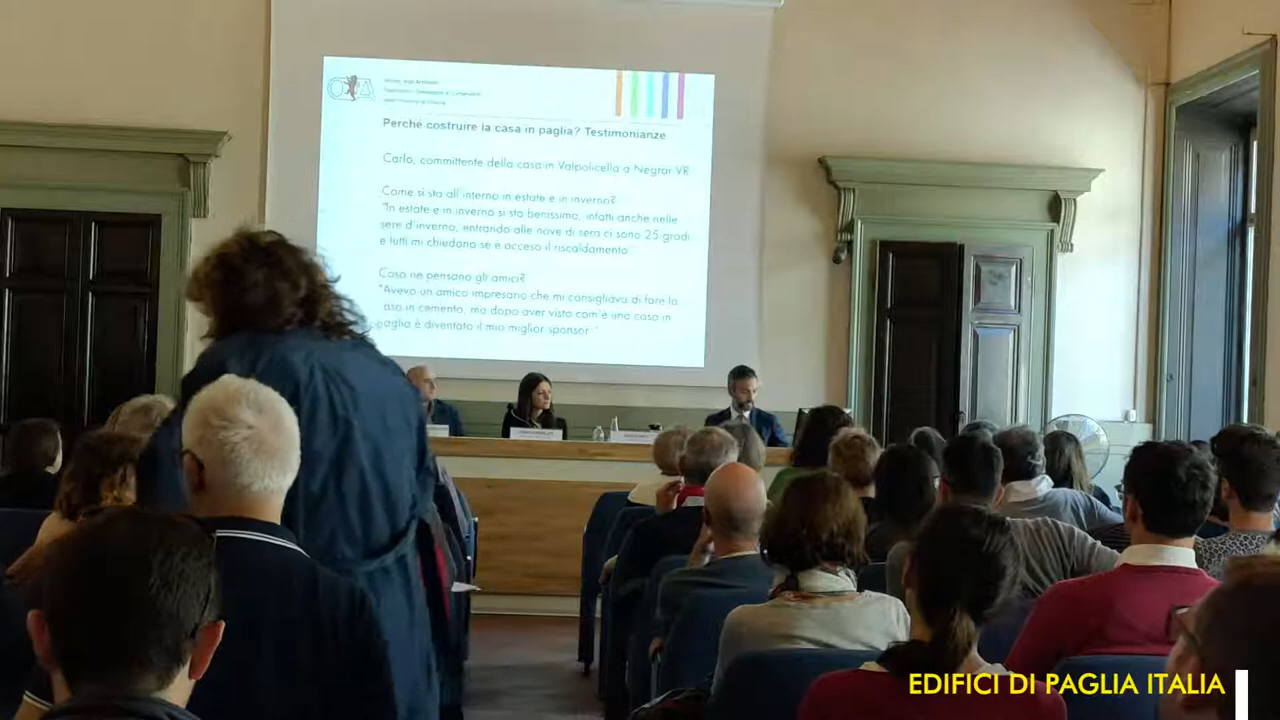 Perché costruire la casa in paglia? Testimonianze
Carlo, committente della casa in Valpolicella a Negrar VR
Come si sta all'interno in estate e in inverno?
"In estate e in inverno si sta benissimo, infatti anche nelle
sere d'inverno, entrando alle nove di sera ci sono 25 gradi
e tutti mi chiedono se è acceso il riscaldamento"
Cosa ne pensano gli amici?
"Avevo un amico impresario che mi consigliava di fare la
asa in cemento, ma dopo aver visto com'è una casa in
paglia è diventato il mio miglior sponsor."
EDIFICI DI PAGLIA ITALIA